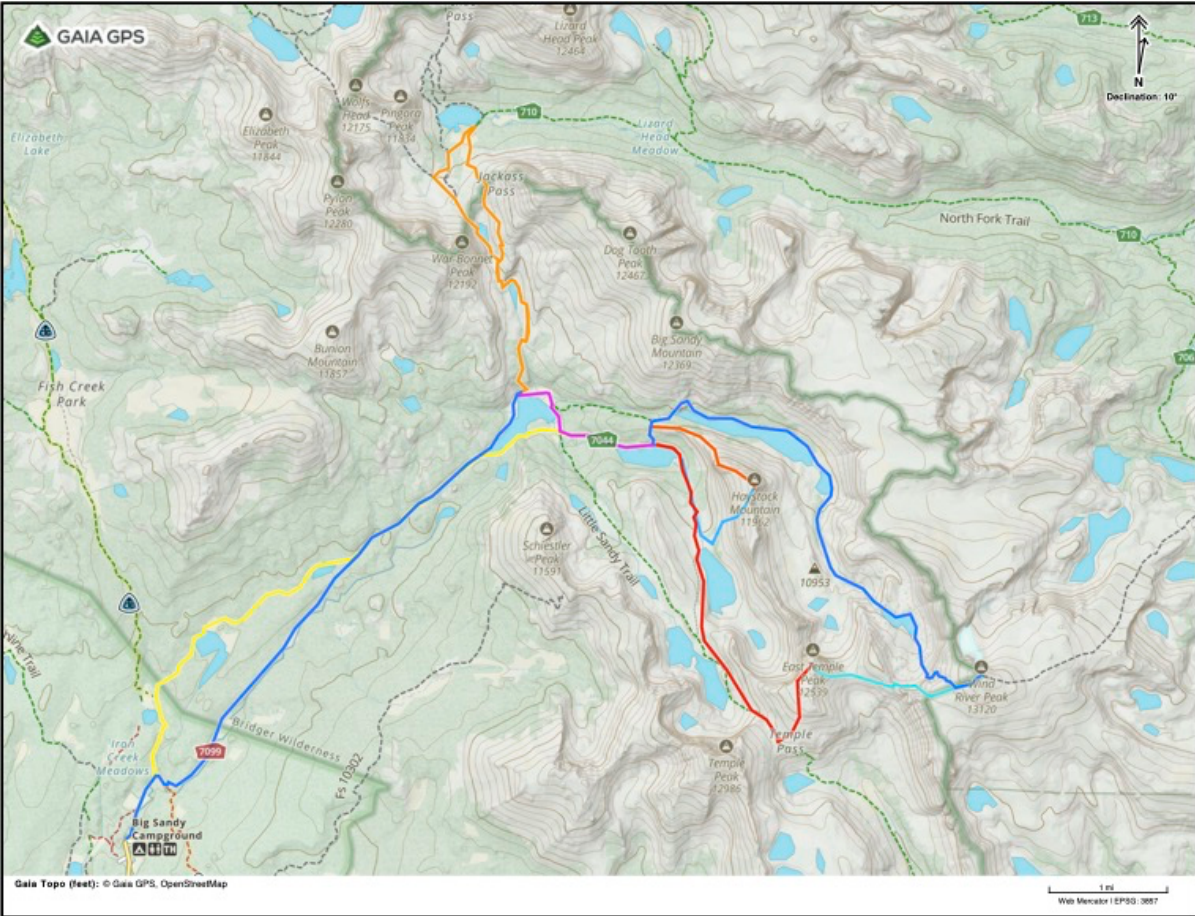 GAIA GPS
Pass
Lizard
Head Peak
12464
713
N
Declination: 10°
Wolfs
Head
12175
Pingora
Peak
11834
710
Elizabeth
Peak
11844
Elizabeth
Lake
Lizard
Head
Meadow
Jackass
Pass
Pylon
Peak
12280
North Fork Trail
710
War Bonnet
Peak
12192
Dog Tooth
Peak
12467
Bunion
Mountain
11857
Big Sandy
Mountain
12369
706
Fish Creek
Park
7044
Haystack
Mountain
11962
Little Sandy Trail
Schiestler
Peak
11591
10953
East Temple
Peak
12539
Wind
River Peak
13120
Temple
Pass
Temple
Peak
12986
Bridger Wilderness
7099
Fs 10302
Iron
Creek
Meadows
Big Sandy
Campground
TH
Gaia Topo (feet): © Gaia GPS, OpenStreetMap
1 mi
Web Mercator | EPSG: 3857